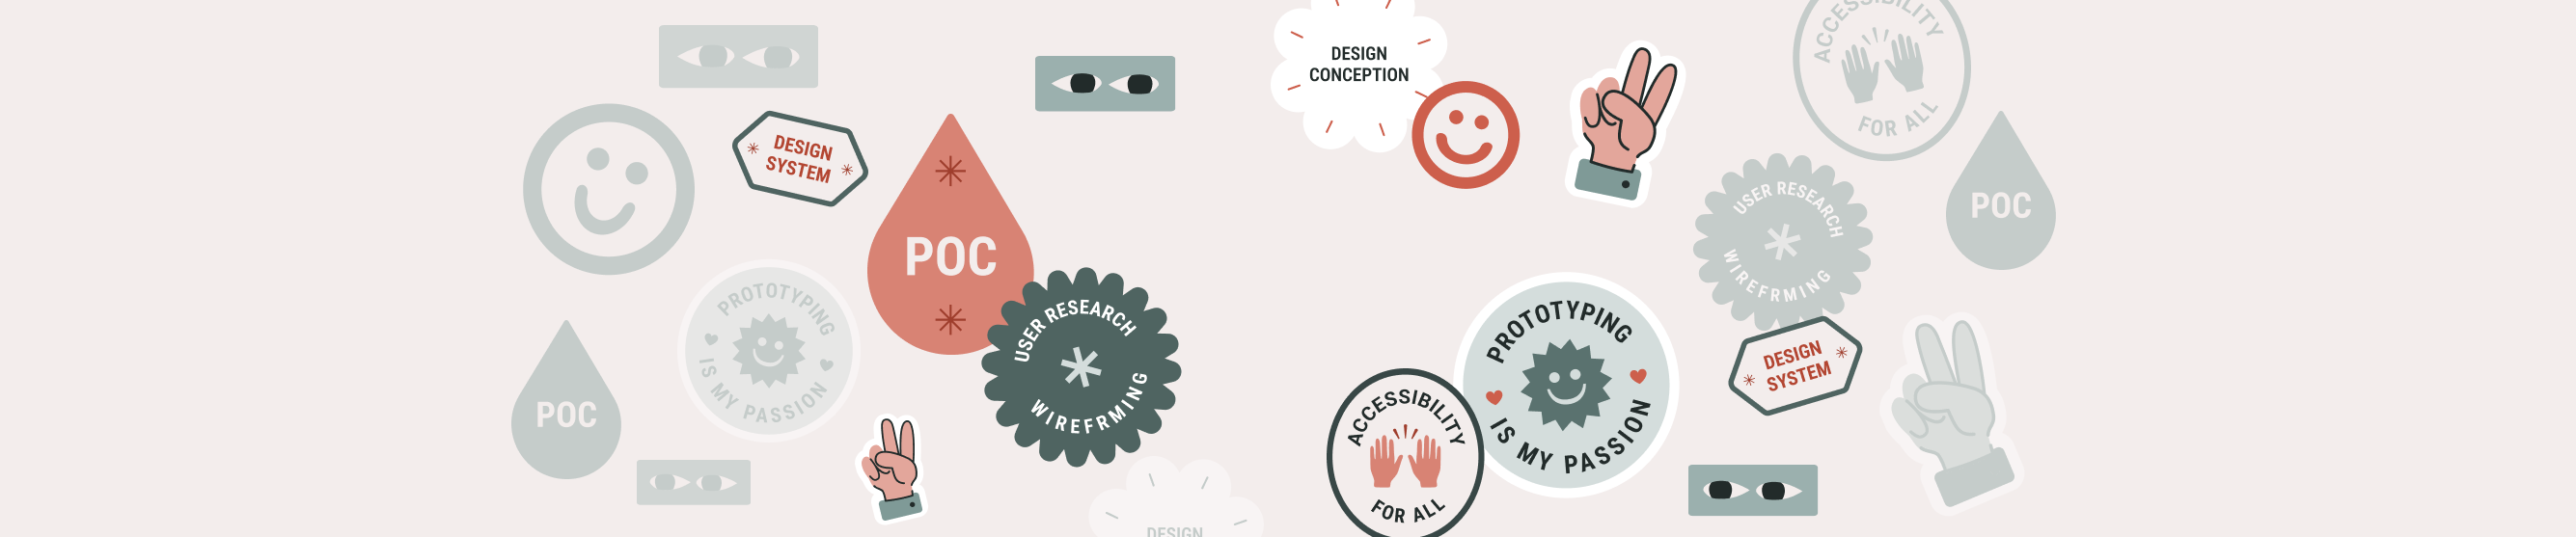 DESIGN
SYSTEM
POC
USER RESEARCH
WIREFRMING
PROTOTYPING
IS MY PASSION
POC
DESIGN
DESIGN
CONCEPTION
ACCESSIBILITY
FOR ALL
POC
USER RESEARCH
WIREFRMING
PROTOTYPING
IS MY PASSION
DESIGN
SYSTEM
ACCESSIBILITY
FOR ALL